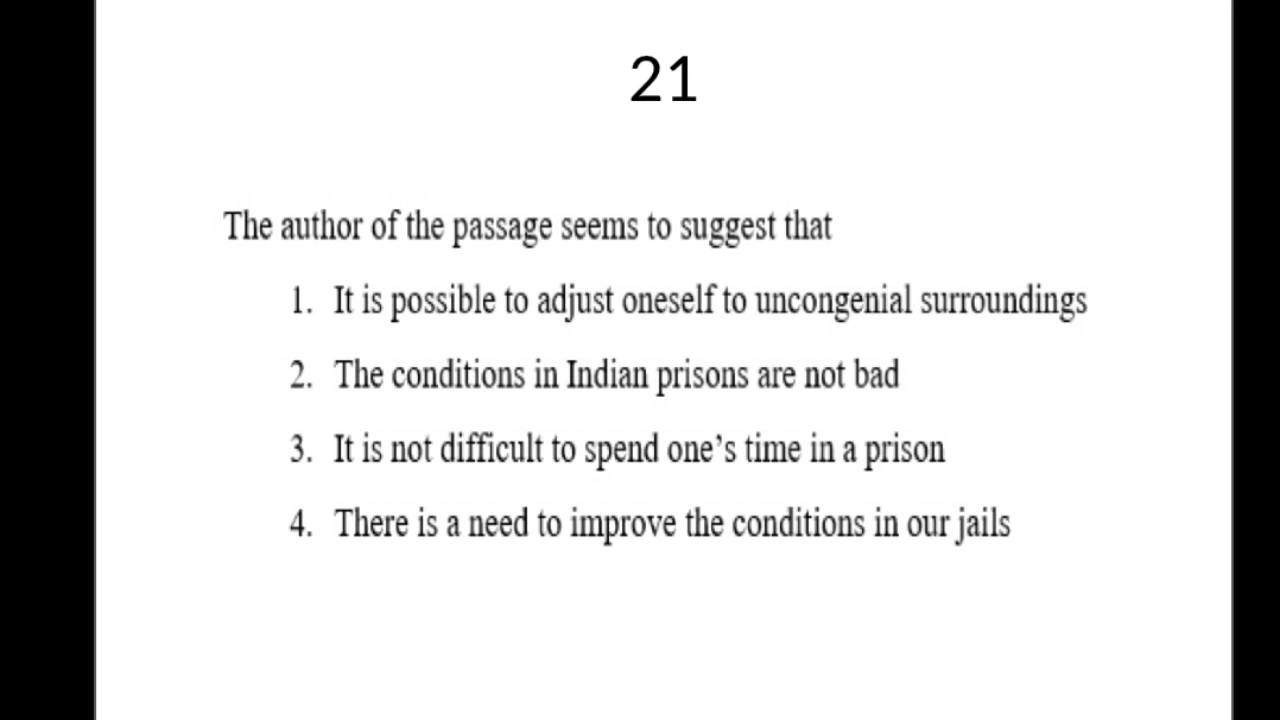 21
The author of the passage seems to suggest that
1. It is possible to adjust oneself to uncongenial surroundings
2. The conditions in Indian prisons are not bad
3. It is not difficult to spend one’s time in a prison
4. There is a need to improve the conditions in our jails